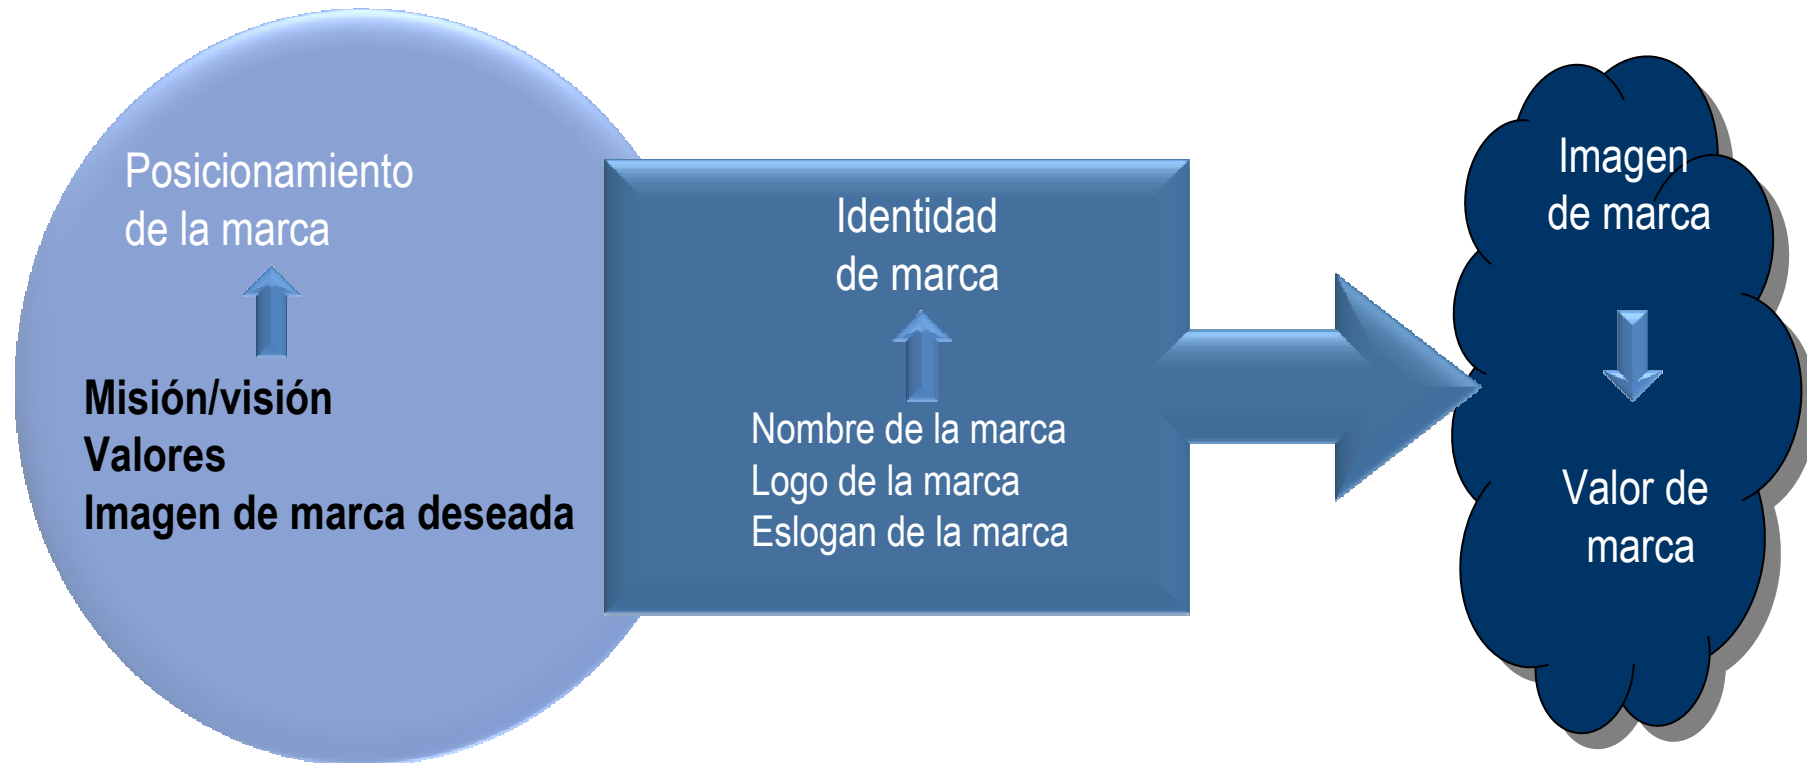 Posicionamiento
de la marca
Misión/visión
Valores
Imagen de marca deseada
Identidad
de marca
Nombre de la marca
Logo de la marca
Eslogan de la marca
Imagen
de marca
Valor de
marca